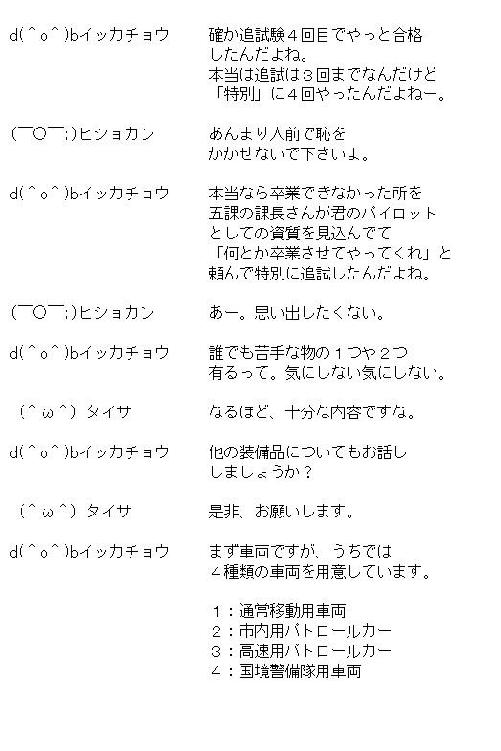 d(^o^)bイッカチョウ　確か追試験４回目でやっと合格
したんだよね。
本当は追試は３回までなんだけど
「特別」に４回やったんだよねー。
(￣○￣;)ヒショカン　あんまり人前で恥を
かかせないで下さいよ。
d(^o^)bイッカチョウ　本当なら卒業できなかった所を
五課の課長さんが君のパイロット
としての資質を見込んでて
「何とか卒業させてやってくれ」と
頼んで特別に追試したんだよね。
(￣○￣;)ヒショカン　あー。思い出したくない。
d(^o^)bイッカチョウ　誰でも苦手な物の１つや２つ
有るって。気にしない気にしない。
（^ω^）タイサ　なるほど、十分な内容ですな。
d(^o^)bイッカチョウ　他の装備品についてもお話し
しましょうか？
（^ω^）タイサ　是非、お願いします。
d(^o^)bイッカチョウ　まず車両ですが、うちでは
４種類の車両を用意しています。
１：通常移動用車両
２：市内用パトロールカー
３：高速用パトロールカー
４：国境警備隊用車両